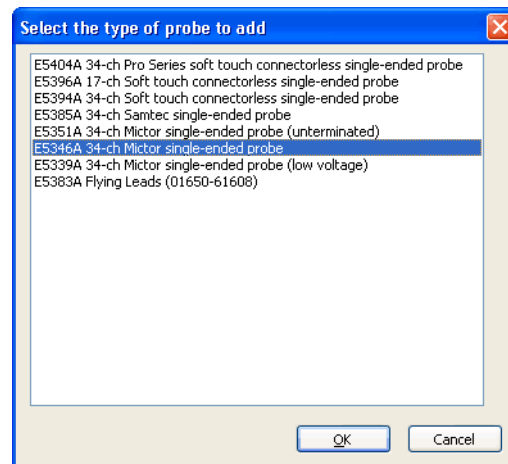 Select the type of probe to add
E5404A 34-ch Pro Series soft touch connectorless single-ended probe
E5396A 17-ch Soft touch connectorless single-ended probe
E5394A 34-ch Soft touch connectorless single-ended probe
E5385A 34-ch Samtec single-ended probe
E5351A 34-ch Mictor single-ended probe (unterminated)
E5346A 34-ch Mictor single-ended probe
E5339A 34-ch Mictor single-ended probe (low voltage)
E5383A Flying Leads (01650-61608)
OK Cancel